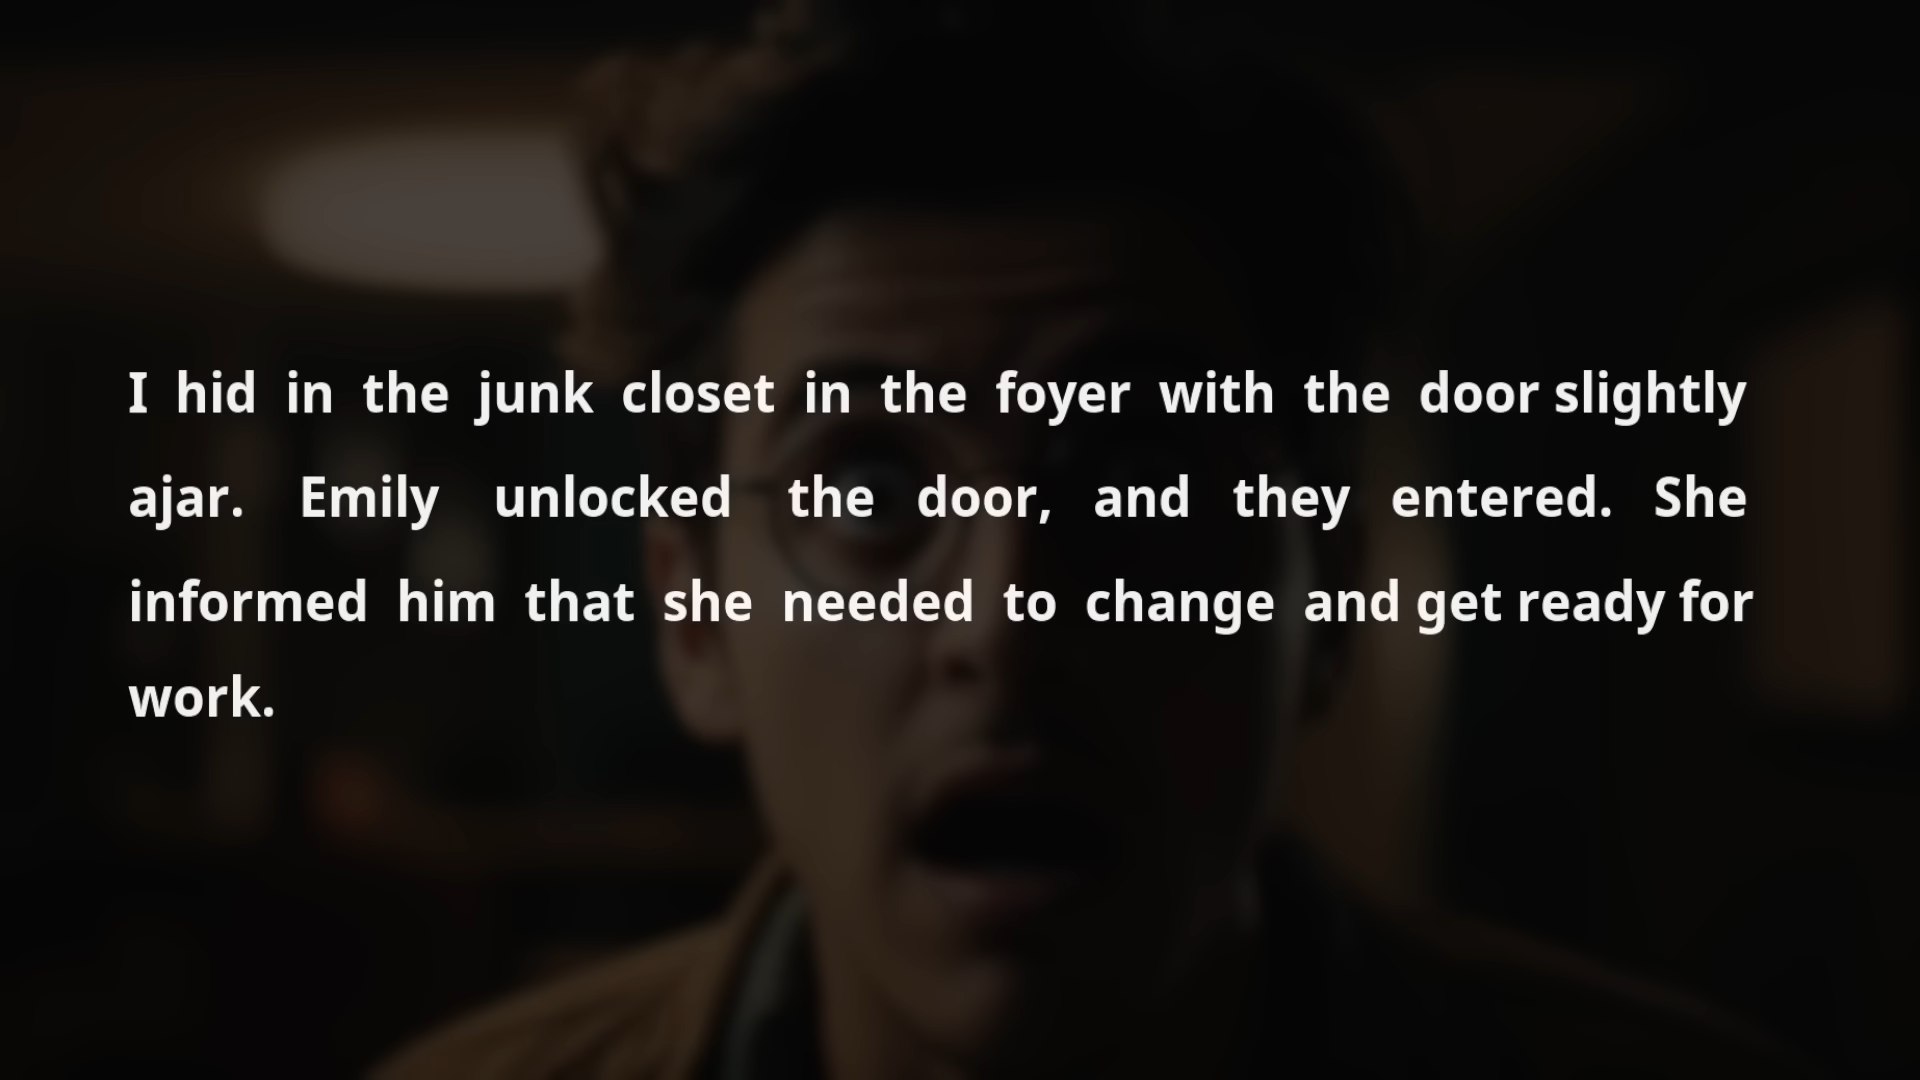 I hid in the junk closet in the foyer with the door slightly
ajar. Emily unlocked the door, and they entered. She
informed him that she needed to change and get ready for
work.